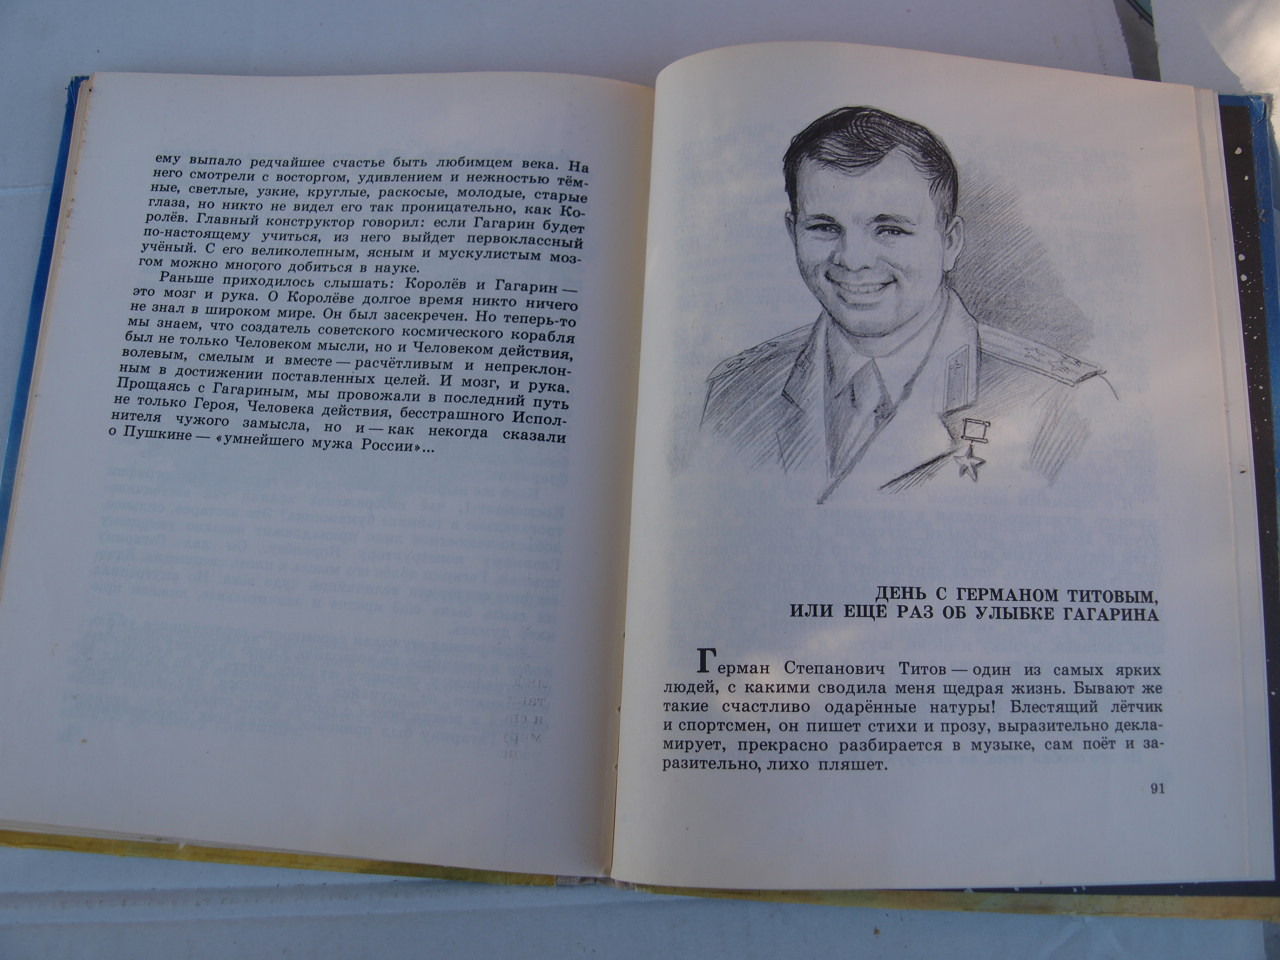 ему выпало редчайшее счастье быть любимцем века. На
него смотрели с восторгом, удивлением и нежностью тём-
ные, светлые, узкие, круглые, раскосые, молодые, старые
глаза, но никто не видел его так проницательно, как Ко-
ролёв. Главный конструктор говорил: если Гагарин будет
по-настоящему учиться, из него выйдет первоклассный
учёный. С его великолепным, ясным и мускулистым моз-
гом можно многого добиться в науке.
Раньше приходилось слышать: Королёв и Гагарин —
это мозг и рука. О Королёве долгое время никто ничего
не знал в широком мире. Он был засекречен. Но теперь-то
мы знаем, что создатель советского космического корабля
был не только Человеком мысли, но и Человеком действия,
волевым, смелым и вместе — расчётливым и непреклон-
ным в достижении поставленных целей. И мозг, и рука.
Прощаясь с Гагариным, мы провожали в последний путь
не только Героя, Человека действия, бесстрашного Испол-
нителя чужого замысла, но и — как некогда сказали
о Пушкине — «умнейшего мужа России»...
ДЕНЬ С ГЕРМАНОМ ТИТОВЫМ,
ИЛИ ЕЩЕ РАЗ ОБ УЛЫБКЕ ГАГАРИНА
Герман Степанович Титов — один из самых ярких
людей, с какими сводила меня щедрая жизнь. Бывают же
такие счастливо одарённые натуры! Блестящий лётчик
и спортсмен, он пишет стихи и прозу, выразительно декла-
мирует, прекрасно разбирается в музыке, сам поёт и за-
разительно, лихо пляшет.
91